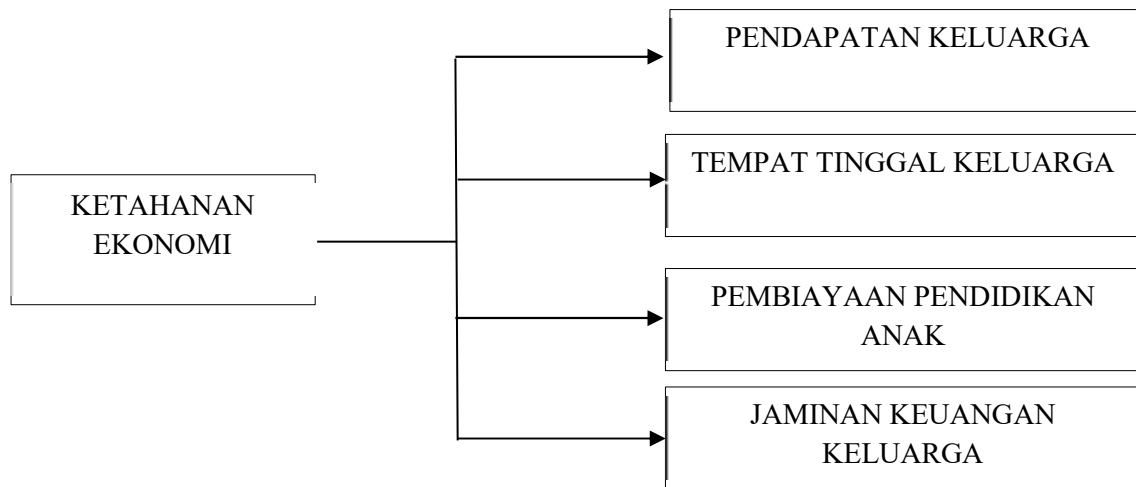 PENDAPATAN KELUARGA
TEMPAT TINGGAL KELUARGA
KETAHANAN
EKONOMI
PEMBIAYAAN PENDIDIKAN
ANAK
JAMINAN KEUANGAN
KELUARGA